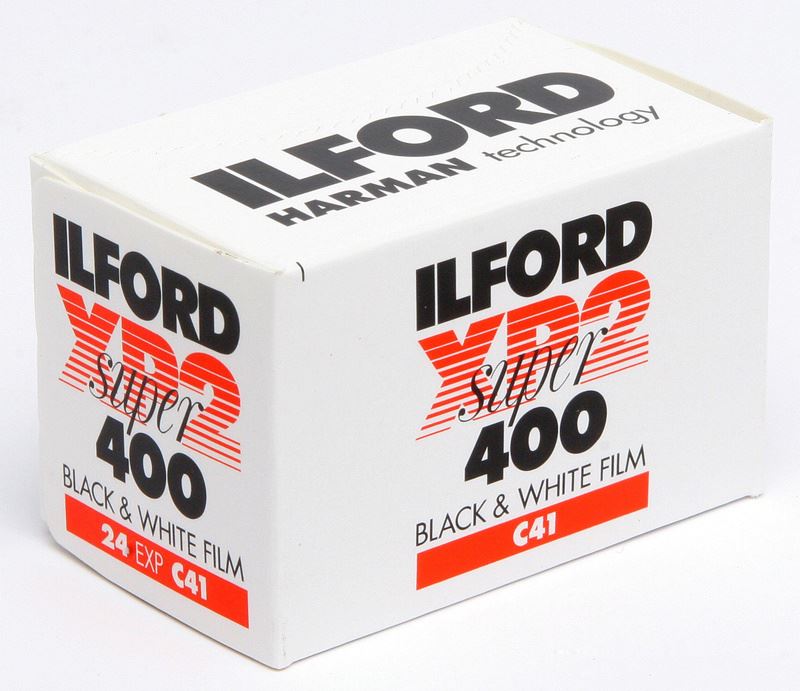 ILFORD
HARMAN technology
ILFORD
XP2
super
400
BLACK & WHITE FILM
24 EXP C41
ILFORD
XP2
super
400
BLACK & WHITE FILM
C41